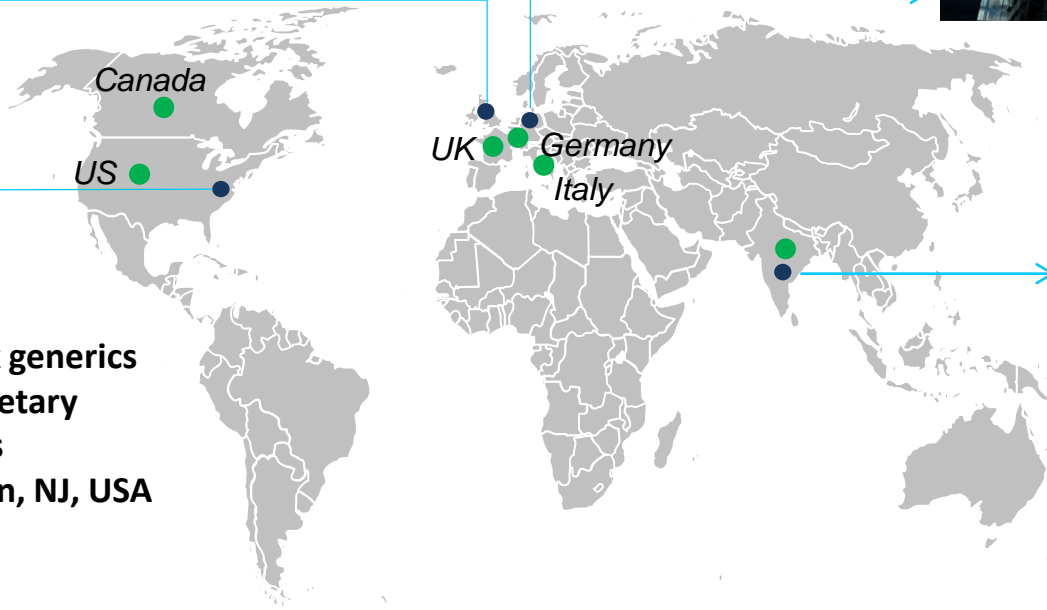 Canada
US
UK
Germany
Italy
generics
etary
n, NJ, USA